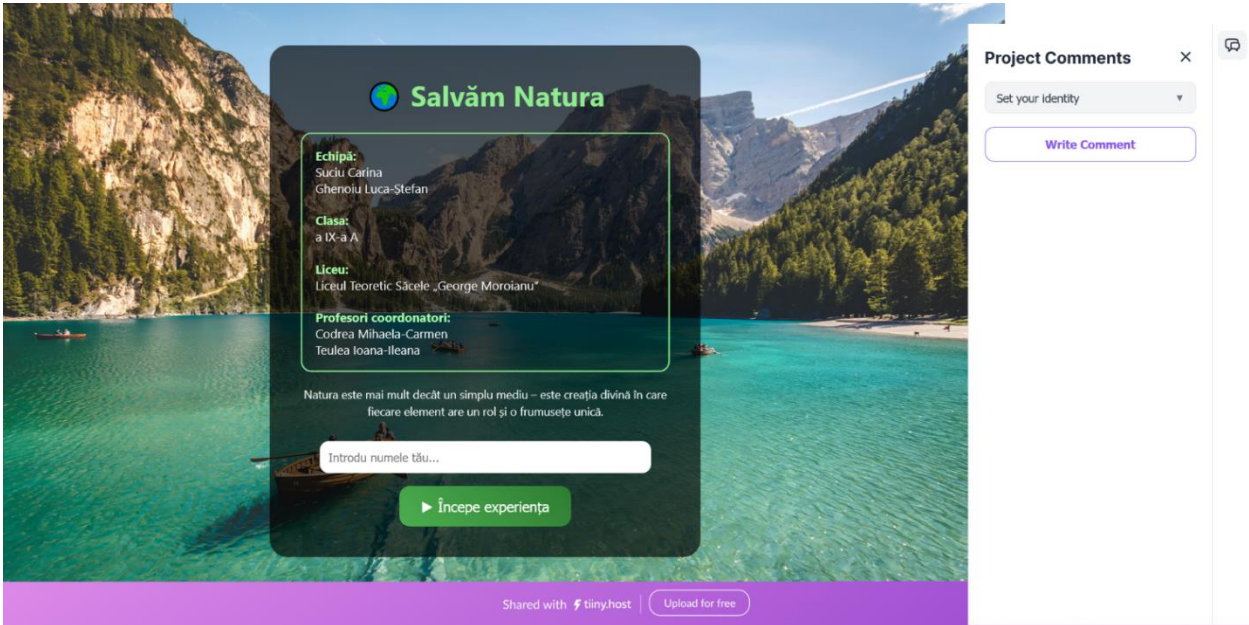 Salvăm Natura
Echipă:
Suciu Carina
Ghenoiu Luca-Ștefan
Clasa:
a IX-a A
Liceu:
Liceul Teoretic Săcele „George Moroianu”
Profesori coordonatori:
Codrea Mihaela-Carmen
Teulea Ioana-Ileana
Natura este mai mult decât un simplu mediu – este creația divină în care
fiecare element are un rol și o frumusețe unică.
Introdu numele tău...
▶ Începe experiența
Shared with tiiny.host
Upload for free
Project Comments
Set your identity
Write Comment